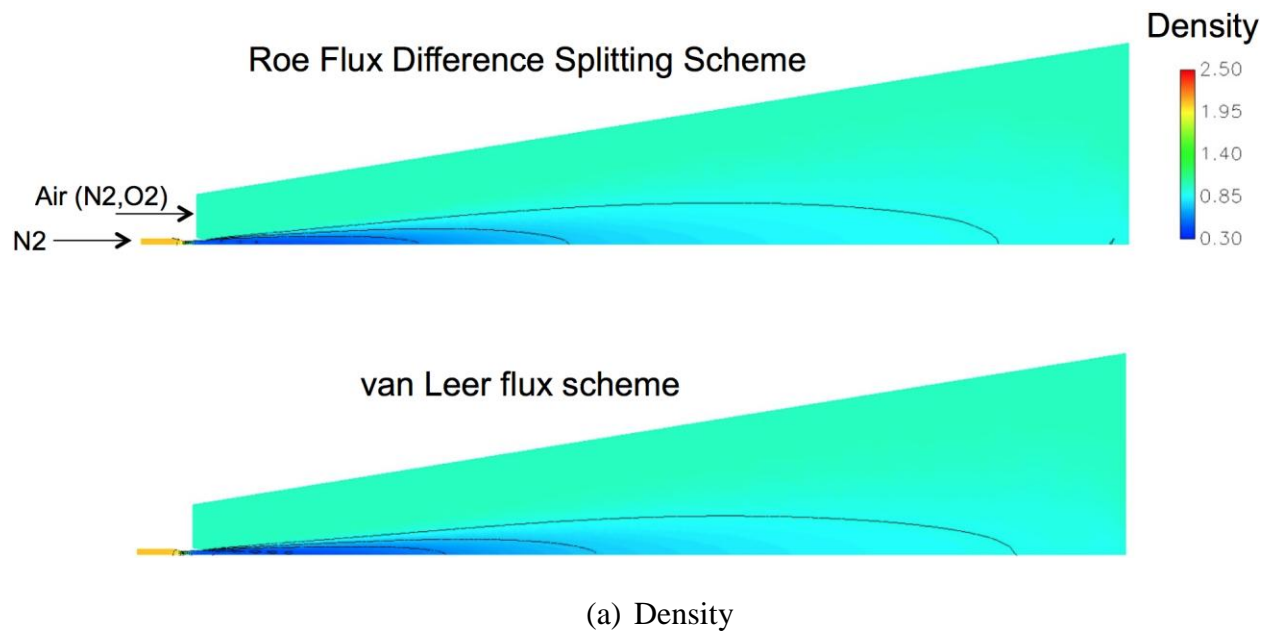 Density
Roe Flux Difference Splitting Scheme
2.50
1.95
1.40
0.85
0.30
Air (N2,O2)
N2
van Leer flux scheme
(a) Density